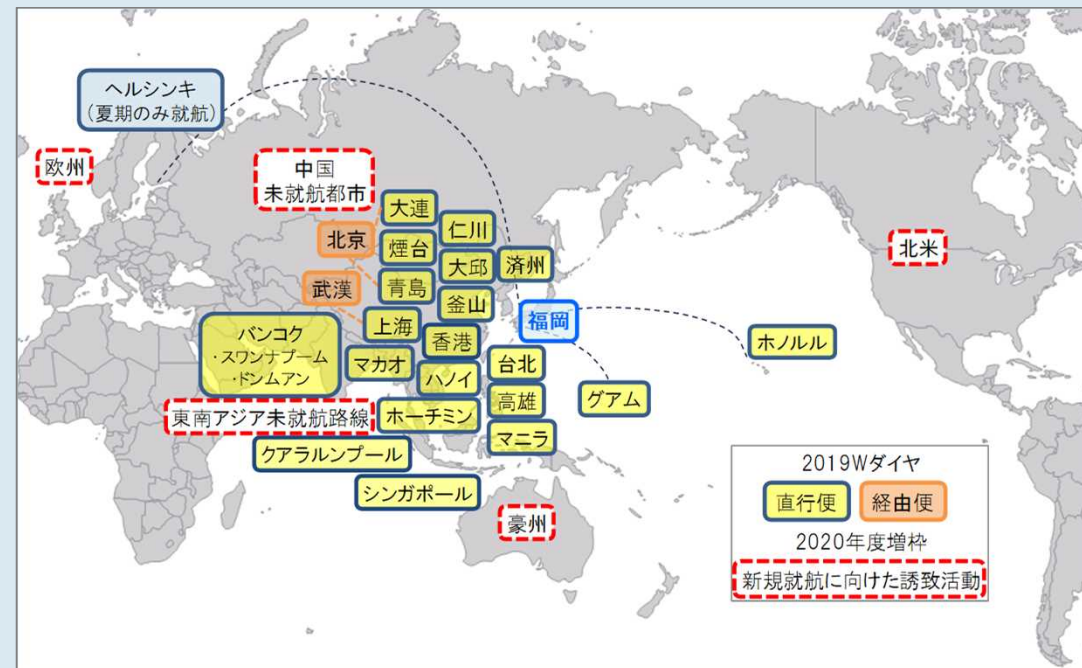 ヘルシンキ
(夏期のみ就航)
欧州
中国
未就航都市
大連
仁川
北京
煙台
大邱
済州
北米
武漢
青島
釜山
福岡
上海
香港
ホノルル
バンコク
・スワンナプーム
・ドンムアン
マカオ
ハノイ
台北
グアム
東南アジア未就航路線
ホーチミン
高雄
マニラ
クアラルンプール
シンガポール
豪州
2019Wダイヤ
直行便
経由便
2020年度増枠
新規就航に向けた誘致活動